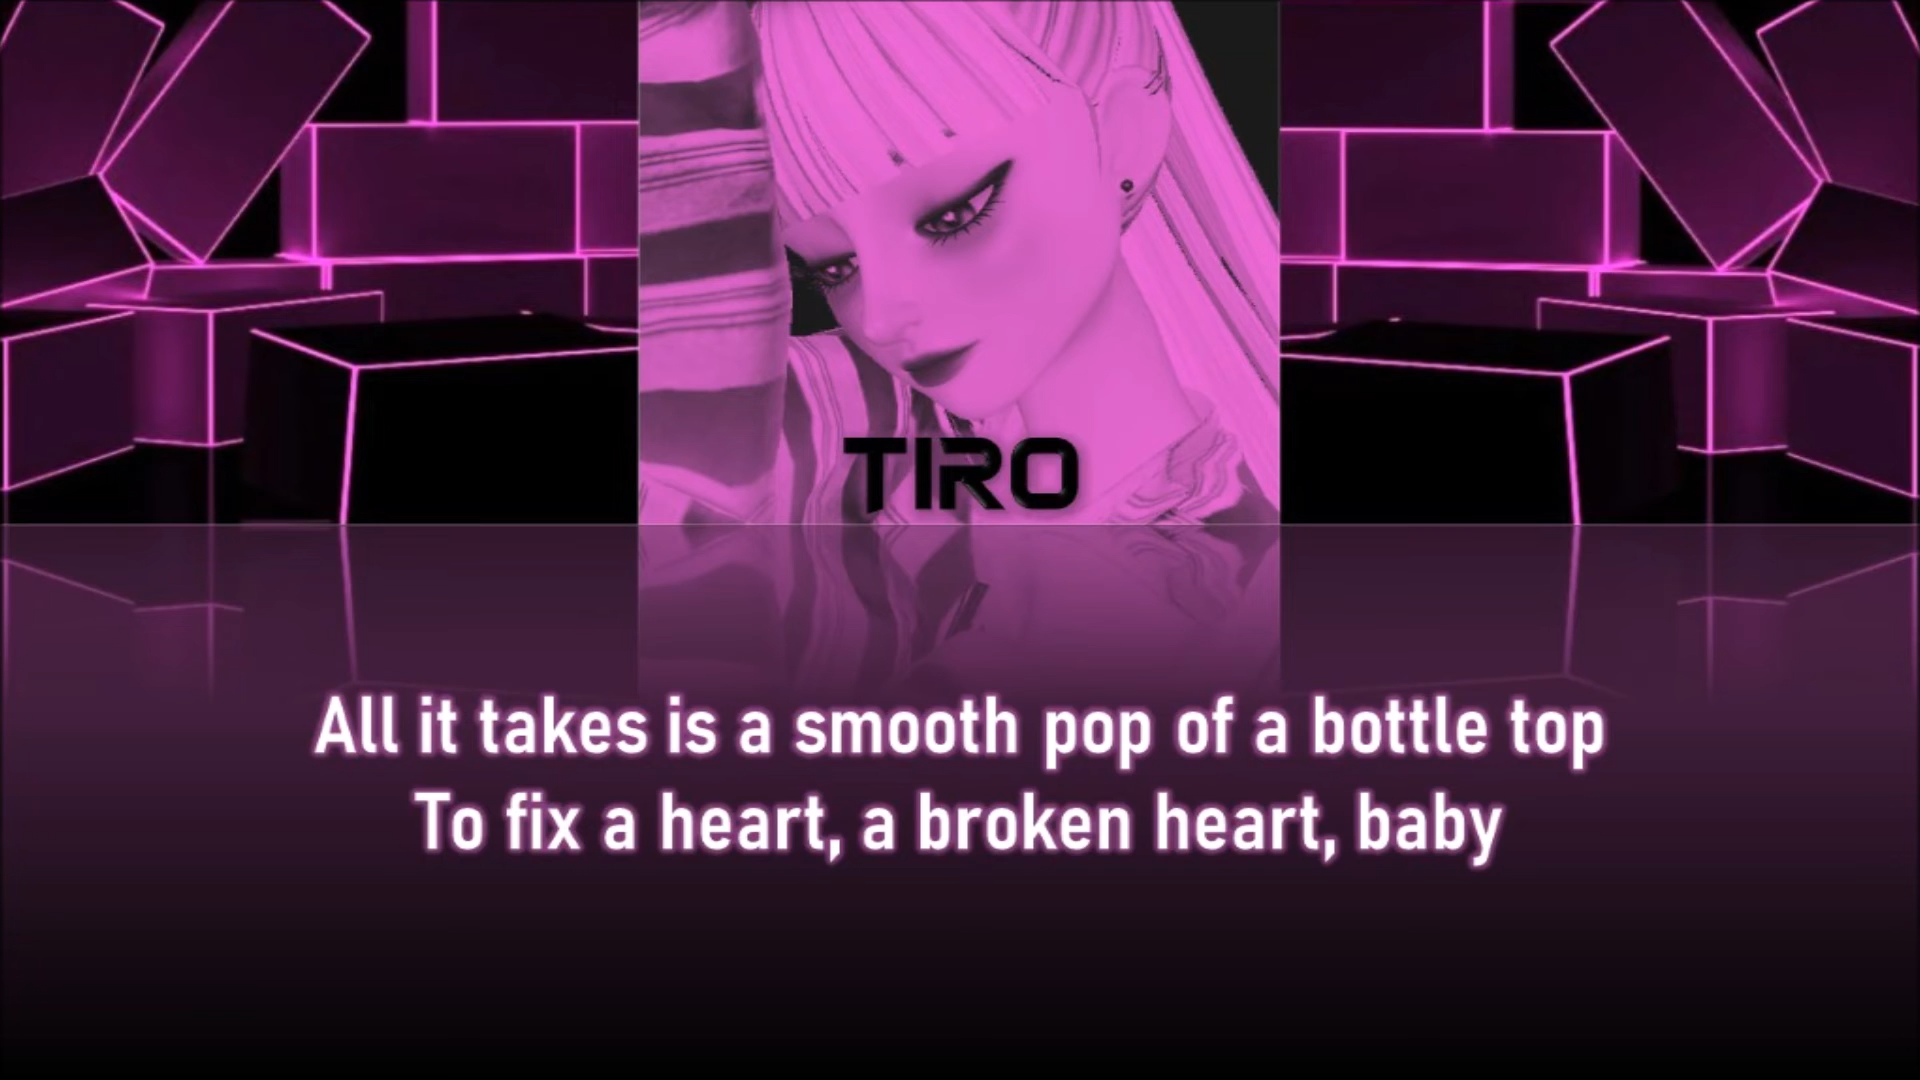 TIRO
All it takes is a smooth pop of a bottle top
To fix a heart, a broken heart, baby